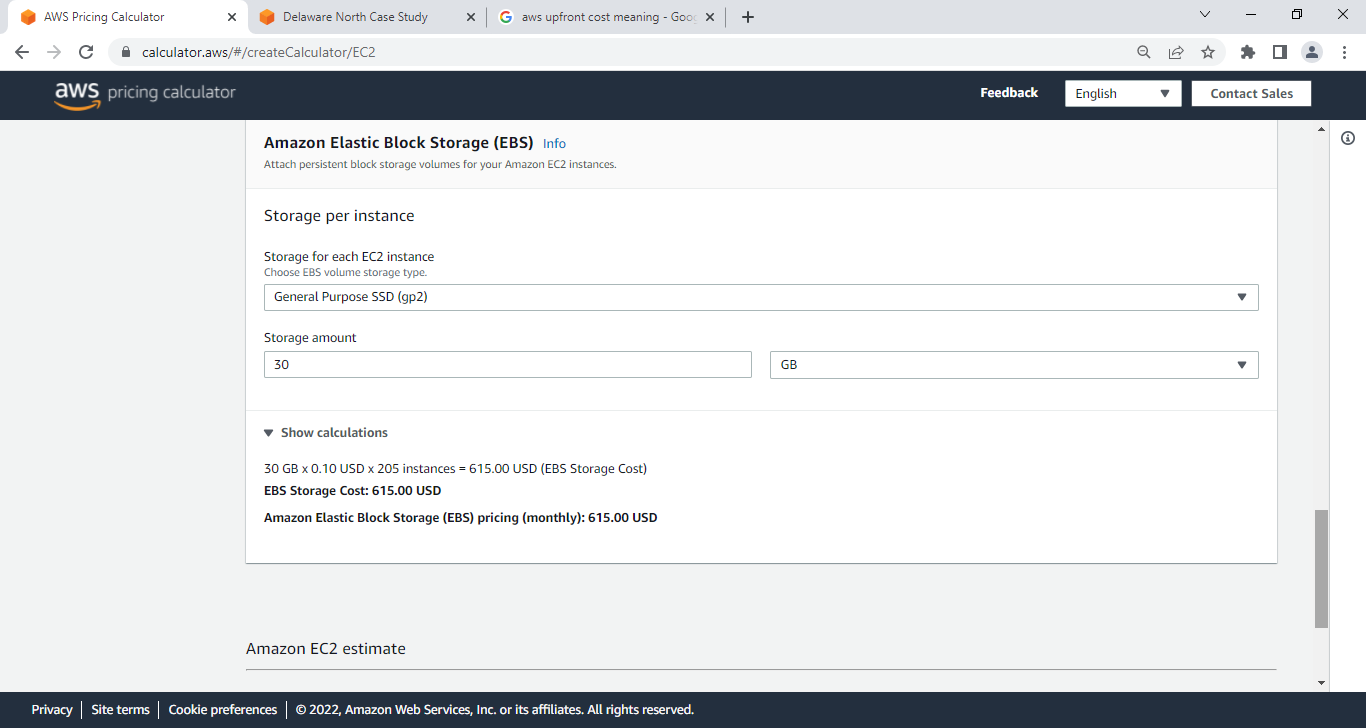 AWS Pricing Calculator
Delaware North Case Study
aws upfront cost meaning - Goo
calculator.aws/#/createCalculator/EC2
aws pricing calculator
Feedback
English
Contact Sales
Amazon Elastic Block Storage (EBS) Info
Attach persistent block storage volumes for your Amazon EC2 instances.
Storage per instance
Storage for each EC2 instance
Choose EBS volume storage type.
General Purpose SSD (gp2)
Storage amount
30
GB
Show calculations
30 GB x 0.10 USD x 205 instances = 615.00 USD (EBS Storage Cost)
EBS Storage Cost: 615.00 USD
Amazon Elastic Block Storage (EBS) pricing (monthly): 615.00 USD
Amazon EC2 estimate
Privacy | Site terms | Cookie preferences | © 2022, Amazon Web Services, Inc. or its affiliates. All rights reserved.